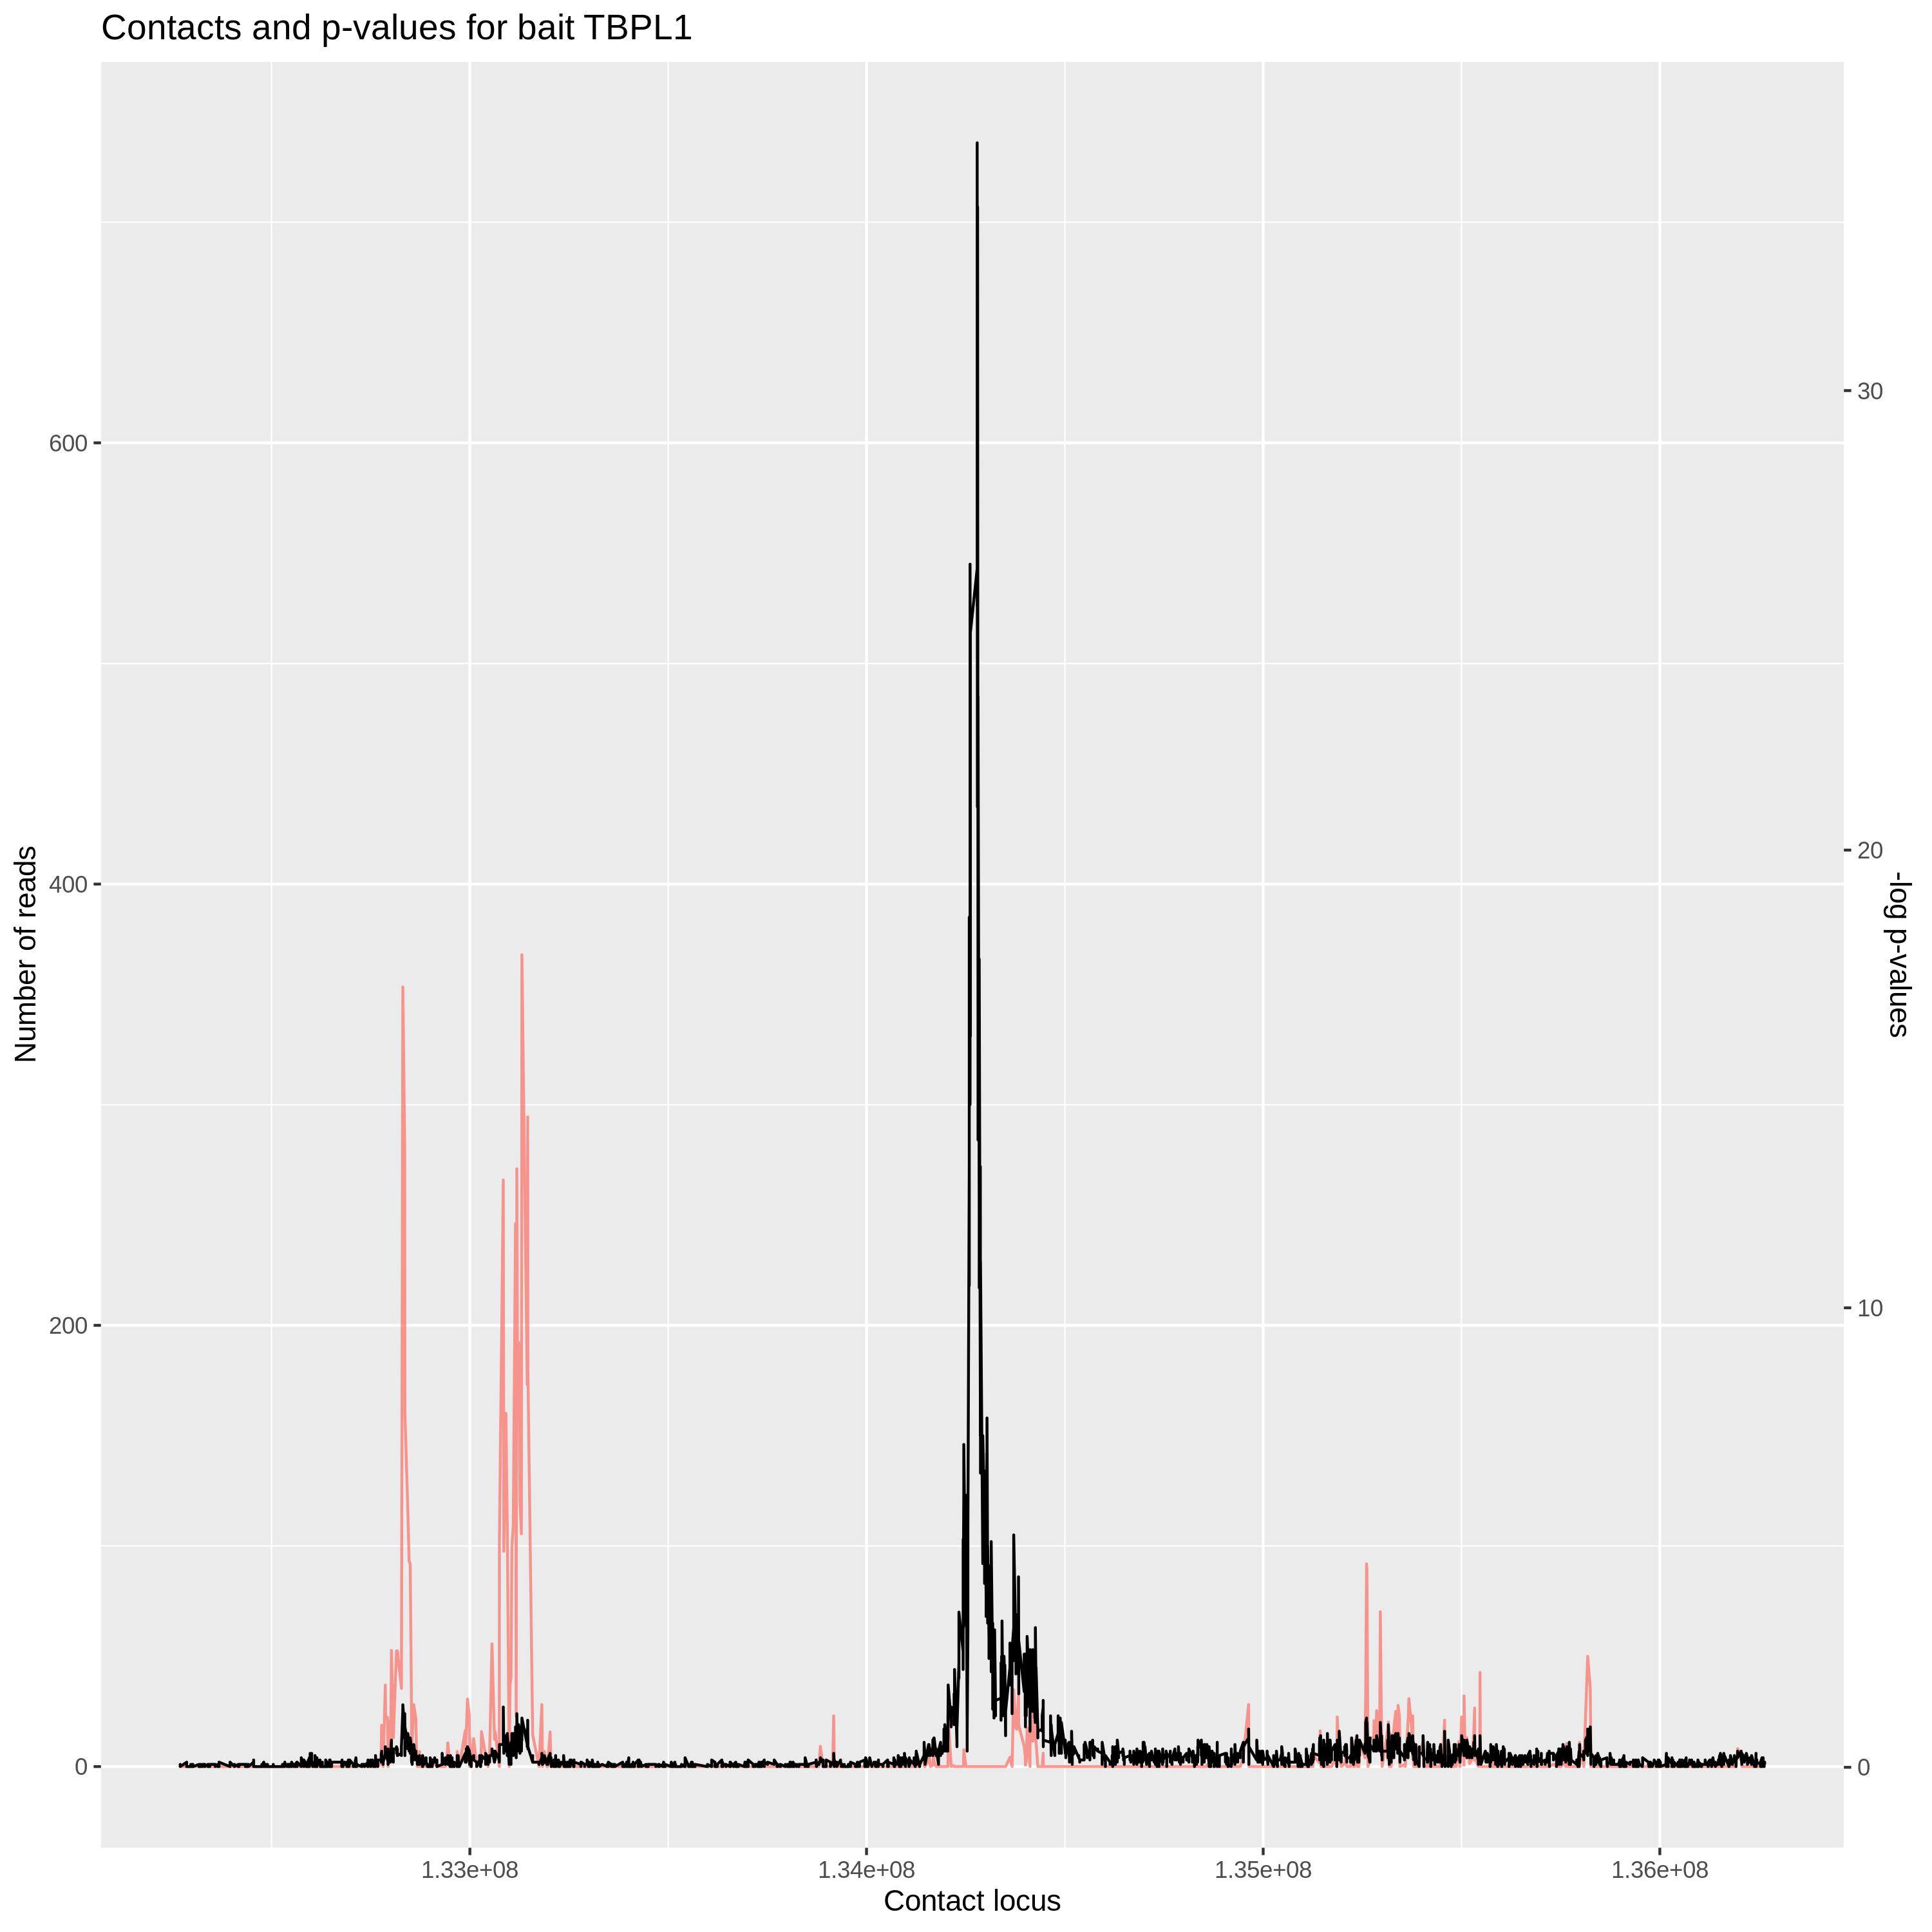 Contacts and p-values for bait TBPL1
Number of reads
600
400
200
0
30
20
10
0
-log p-values
1.33e+08
1.34e+08
1.35e+08
1.36e+08
Contact locus